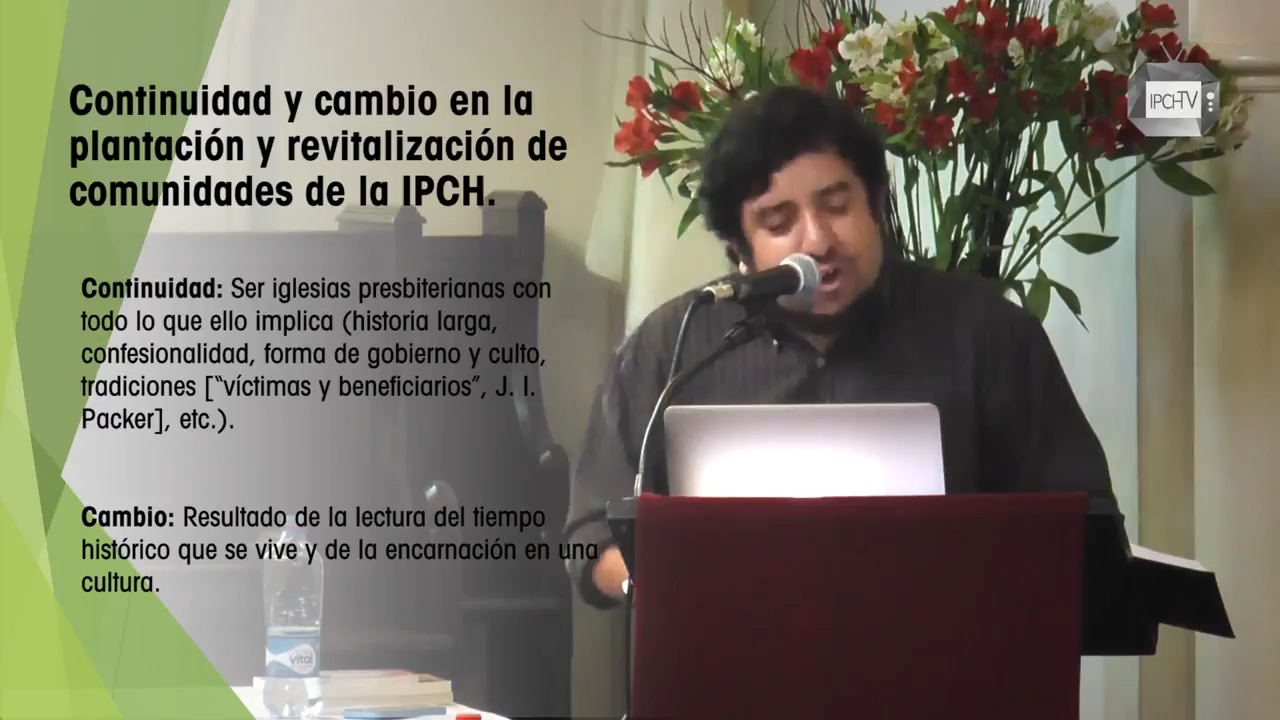 Continuidad y cambio en la
plantación y revitalización de
comunidades de la IPCH.
Continuidad: Ser iglesias presbiterianas con
todo lo que ello implica (historia larga,
confesionalidad, forma de gobierno y culto,
tradiciones [“víctimas y beneficiarios”, J. I.
Packer], etc.).
Cambio: Resultado de la lectura del tiempo
histórico que se vive y de la encarnación en una
cultura.
IPCHTV
vital